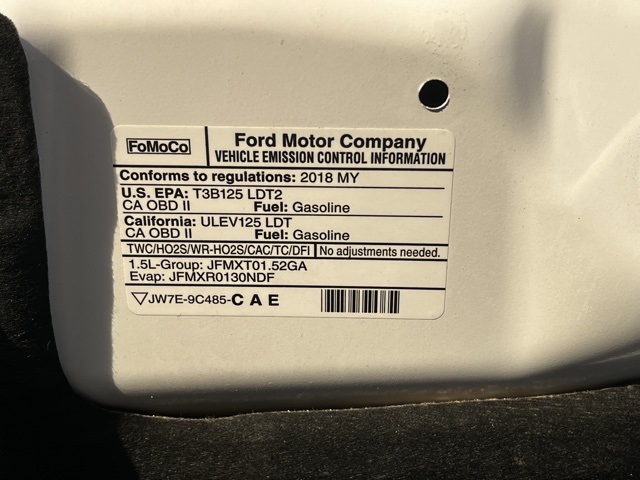 FoMoCo
Ford Motor Company
VEHICLE EMISSION CONTROL INFORMATION
Conforms to regulations: 2018 MY
U.S. EPA: T3B125 LDT2
CA OBD II Fuel: Gasoline
California: ULEV125 LDT
CA OBD II Fuel: Gasoline
TWC/HO2S/WR-HO2S/CAC/TC/DFI No adjustments needed.
1.5L-Group: JFMXT01.52GA
Evap: JFMXR0130NDF
JW7E-9C485-C A E